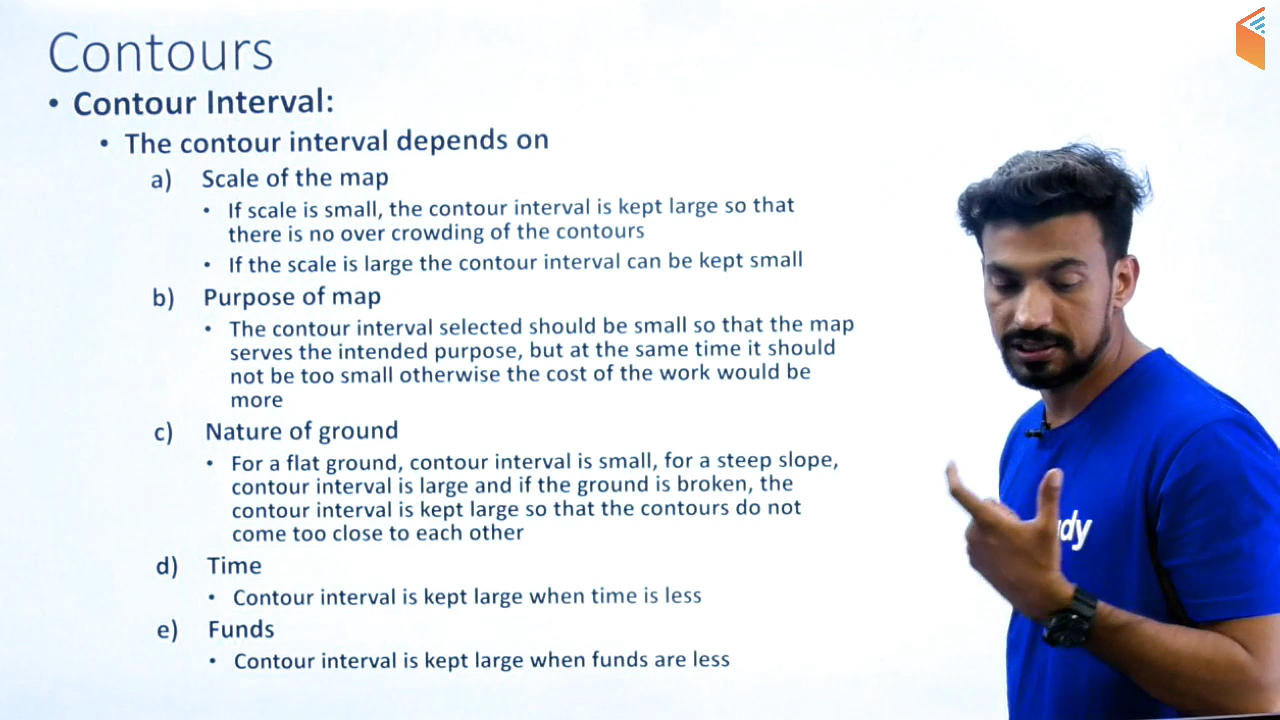 Contours
• Contour Interval:
• The contour interval depends on
a) Scale of the map
• If scale is small, the contour interval is kept large so that
there is no over crowding of the contours
• If the scale is large the contour interval can be kept small
b) Purpose of map
• The contour interval selected should be small so that the map
serves the intended purpose, but at the same time it should
not be too small otherwise the cost of the work would be
more
c) Nature of ground
• For a flat ground, contour interval is small, for a steep slope,
contour interval is large and if the ground is broken, the
contour interval is kept large so that the contours do not
come too close to each other
d) Time
• Contour interval is kept large when time is less
e) Funds
• Contour interval is kept large when funds are less